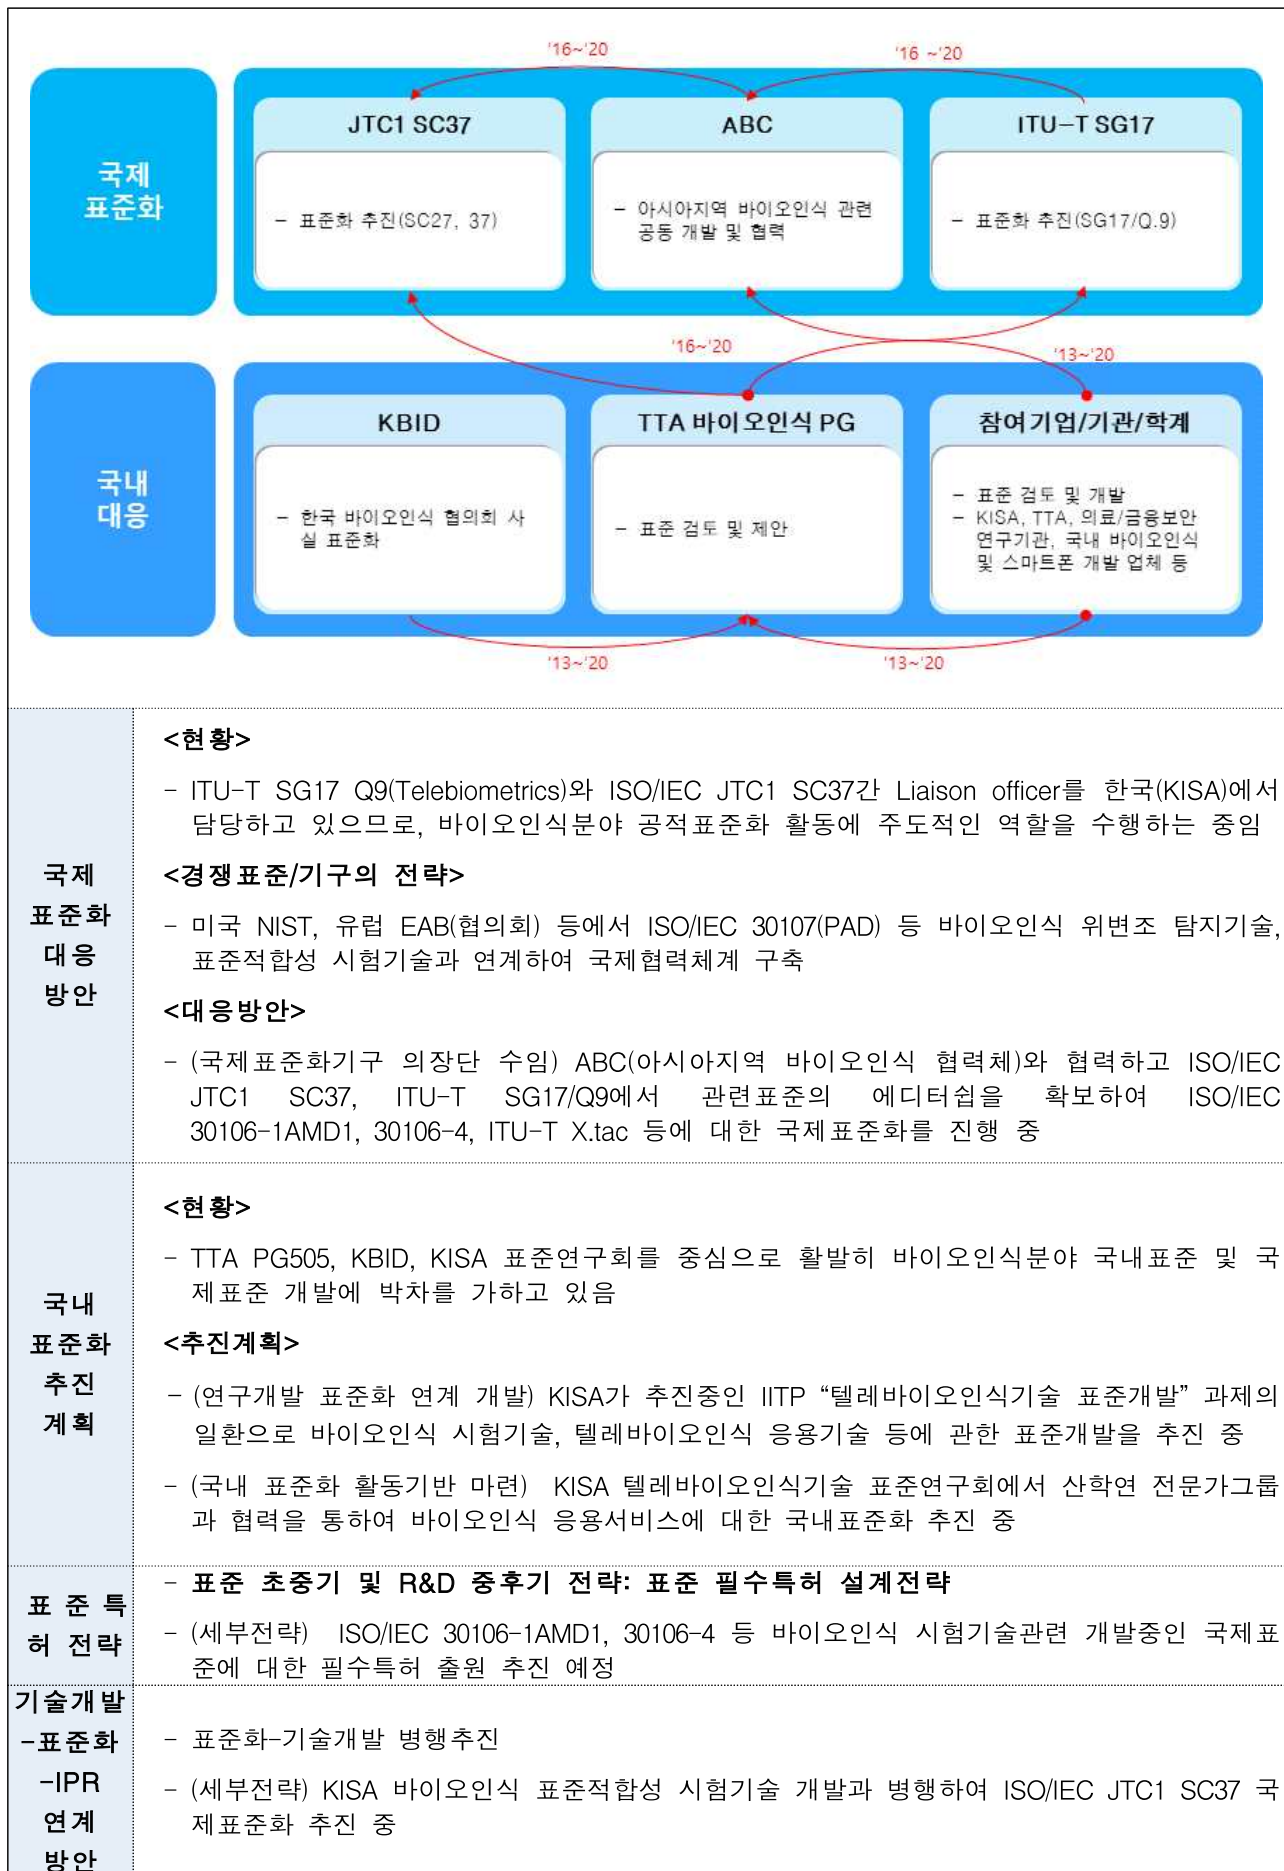 '16~'20
'16 ~'20
국제
표준화
JTC1 SC37
- 표준화 추진(SC27, 37)
ABC
- 아시아지역 바이오인식 관련
공동 개발 및 협력
ITU-T SG17
- 표준화 추진(SG17/Q.9)
'16~'20
'13~'20
국내
대응
KBID
- 한국 바이오인식 협의회 사
실 표준화
TTA 바이오인식 PG
- 표준 검토 및 제안
참여기업/기관/학계
- 표준 검토 및 개발
- KISA, TTA, 의료/금융보안
연구기관, 국내 바이오인식
및 스마트폰 개발 업체 등
'13~'20
'13~'20
국제
표준화
대응
방안
<현황>
- ITU-T SG17 Q9(Telebiometrics)와 ISO/IEC JTC1 SC37간 Liaison officer를 한국(KISA)에서
담당하고 있으므로, 바이오인식분야 공적표준화 활동에 주도적인 역할을 수행하는 중임
<경쟁표준/기구의 전략>
- 미국 NIST, 유럽 EAB(협의회) 등에서 ISO/IEC 30107(PAD) 등 바이오인식 위변조 탐지기술,
표준적합성 시험기술과 연계하여 국제협력체계 구축
<대응방안>
- (국제표준화기구 의장단 수임) ABC(아시아지역 바이오인식 협력체)와 협력하고 ISO/IEC
JTC1 SC37, ITU-T SG17/Q9에서 관련표준의 에디터쉽을 확보하여 ISO/IEC
30106-1AMD1, 30106-4, ITU-T X.tac 등에 대한 국제표준화를 진행 중
국내
표준화
추진
계획
<현황>
- TTA PG505, KBID, KISA 표준연구회를 중심으로 활발히 바이오인식분야 국내표준 및 국
제표준 개발에 박차를 가하고 있음
<추진계획>
- (연구개발 표준화 연계 개발) KISA가 추진중인 IITP “텔레바이오인식기술 표준개발” 과제의
일환으로 바이오인식 시험기술, 텔레바이오인식 응용기술 등에 관한 표준개발을 추진 중
- (국내 표준화 활동기반 마련) KISA 텔레바이오인식기술 표준연구회에서 산학연 전문가그룹
과 협력을 통하여 바이오인식 응용서비스에 대한 국내표준화 추진 중
표 준 특
허 전략
- 표준 초중기 및 R&D 중후기 전략: 표준 필수특허 설계전략
- (세부전략) ISO/IEC 30106-1AMD1, 30106-4 등 바이오인식 시험기술관련 개발중인 국제표
준에 대한 필수특허 출원 추진 예정
기술개발
-표준화
-IPR
연계
방안
- 표준화-기술개발 병행추진
- (세부전략) KISA 바이오인식 표준적합성 시험기술 개발과 병행하여 ISO/IEC JTC1 SC37 국
제표준화 추진 중